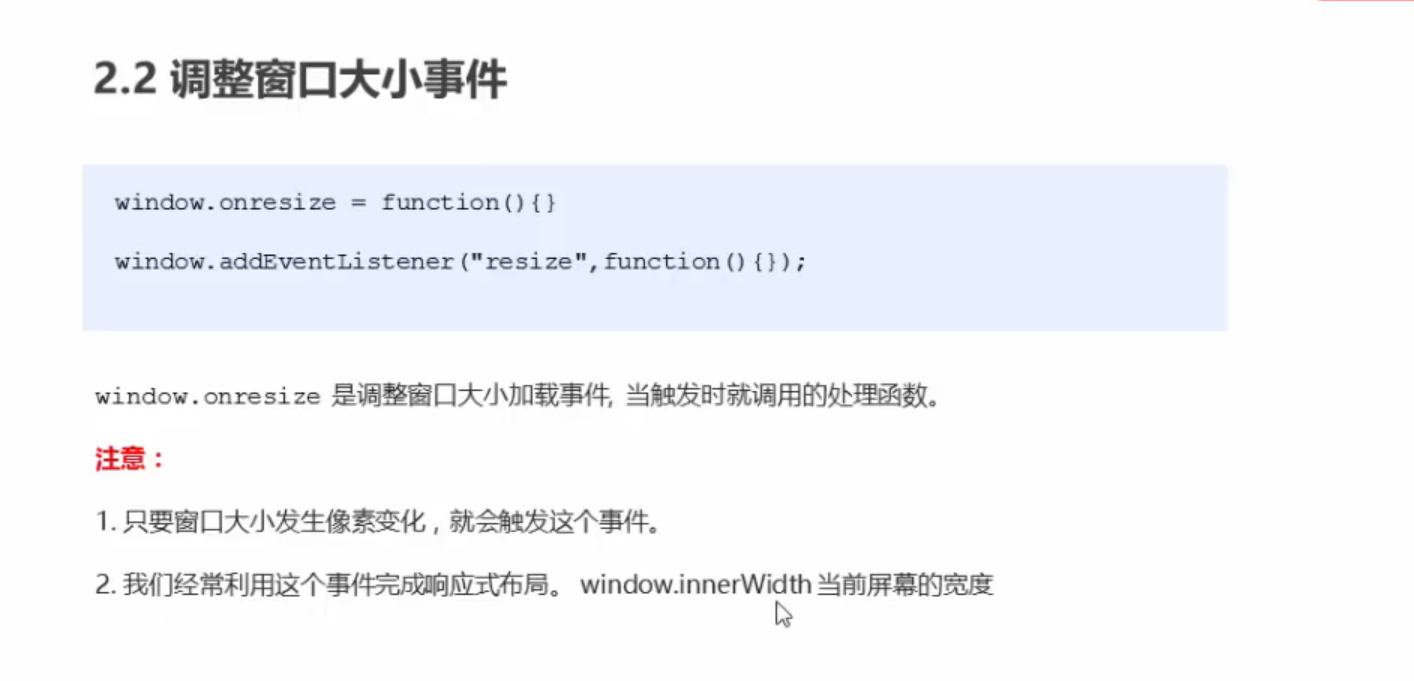 2.2 调整窗口大小事件
window.onresize = function(){}
window.addEventListener("resize",function(){});
window.onresize 是调整窗口大小加载事件, 当触发时就调用的处理函数。
注意：
1. 只要窗口大小发生像素变化，就会触发这个事件。
2. 我们经常利用这个事件完成响应式布局。 window.innerWidth 当前屏幕的宽度